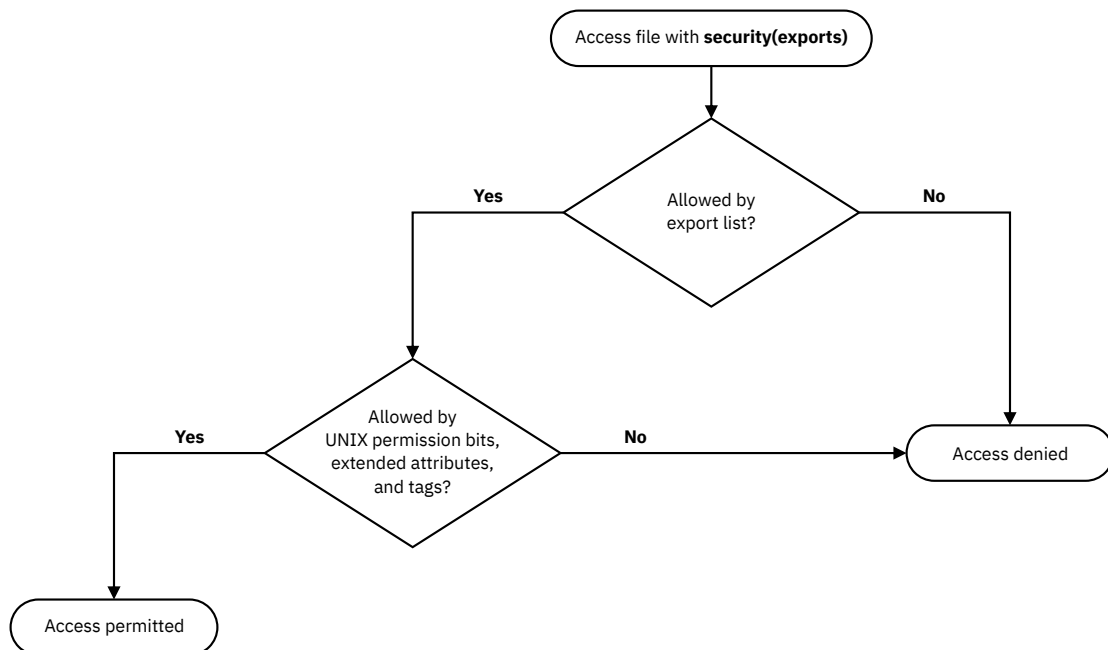 Access file with security(exports)
Yes
No
Allowed by
export list?
Allowed by
UNIX permission bits,
extended attributes,
and tags?
Yes
No
Access denied
Access permitted